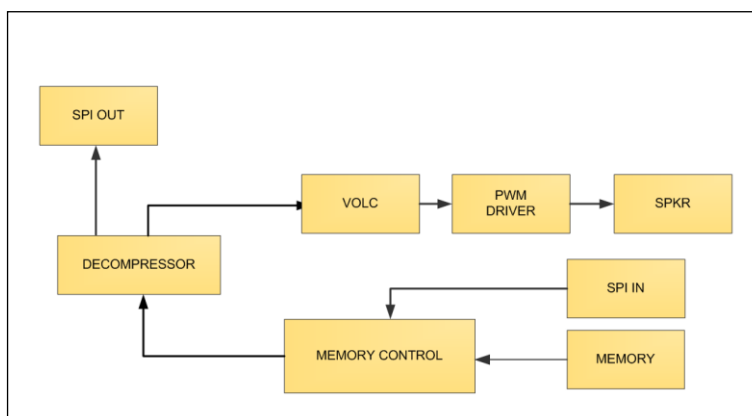 SPI OUT
VOLC
PWM
DRIVER
SPKR
DECOMPRESSOR
SPI IN
MEMORY CONTROL
MEMORY